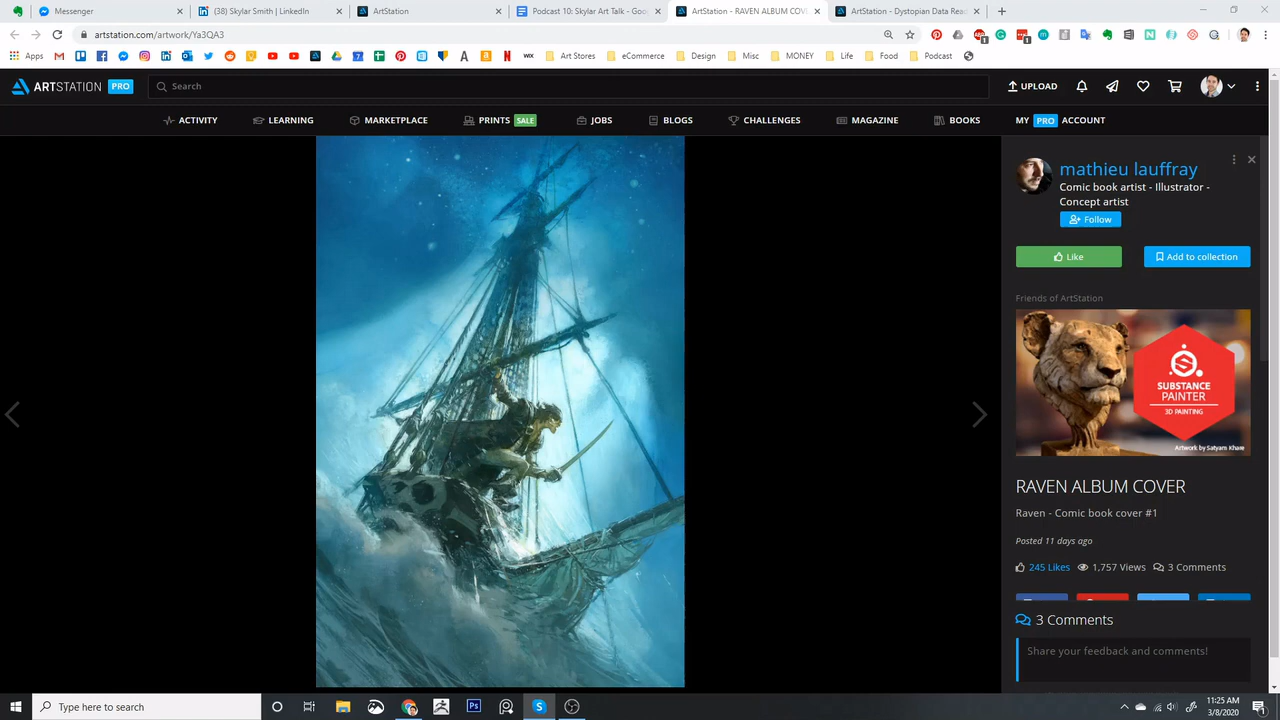 Messenger
(38) Skylar Smith | LinkedIn
ArtStation
Podcast 10: Skylar Art Talk - Goo
ArtStation - RAVEN ALBUM COV
ArtStation - Dystopian Data Read
artstation.com/artwork/Ya3QA3
Apps
Art Stores
eCommerce
Design
Misc
MONEY
Life
Food
Podcast
ARTSTATION PRO
Search
UPLOAD
ACTIVITY
LEARNING
MARKETPLACE
PRINTS SALE
JOBS
BLOGS
CHALLENGES
MAGAZINE
BOOKS
MY PRO ACCOUNT
mathieu lauffray
Comic book artist - Illustrator -
Concept artist
Follow
Like
Add to collection
Friends of ArtStation
SUBSTANCE
PAINTER
3D PAINTING
Artwork by Satyam Khare
RAVEN ALBUM COVER
Raven - Comic book cover #1
Posted 11 days ago
245 Likes
1,757 Views
3 Comments
3 Comments
Share your feedback and comments!
Type here to search
11:25 AM
3/8/2020